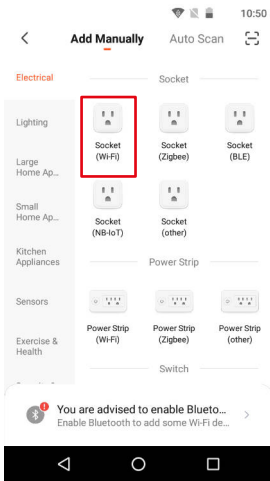 10:50
Add Manually
Auto Scan
Electrical
Socket
Lighting
Socket
(Wi-Fi)
Socket
(Zigbee)
Socket
(BLE)
Large
Home Ap...
Small
Home Ap...
Socket
(NB-IoT)
Socket
(other)
Kitchen
Appliances
Power Strip
Sensors
Power Strip
(Wi-Fi)
Power Strip
(Zigbee)
Power Strip
(other)
Exercise &
Health
Switch
You are advised to enable Blueto...
Enable Bluetooth to add some Wi-Fi de...